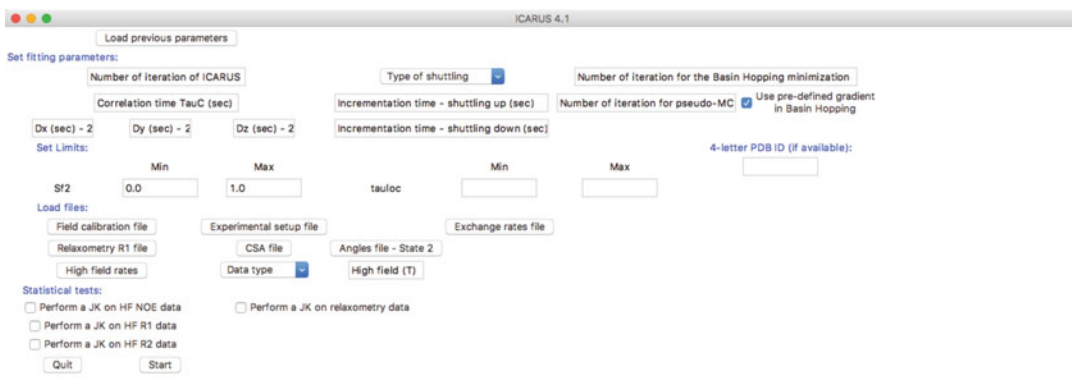 ICARUS 4.1
Load previous parameters
Set fitting parameters:
Number of iteration of ICARUS Type of shuttling Number of iteration for the Basin Hopping minimization
Correlation time TauC (sec) Incrementation time - shuttling up (sec) Number of iteration for pseudo-MC Use pre-defined gradient
in Basin Hopping
Dx (sec) - 2 Dy (sec) - 2 Dz (sec) - 2 Incrementation time - shuttling down (sec)
Set Limits: 4-letter PDB ID (if available):
Min Max Min Max
Sf2 0.0 1.0 tauloc
Load files:
Field calibration file Experimental setup file Exchange rates file
Relaxometry R1 file CSA file Angles file - State 2
High field rates Data type High field (T)
Statistical tests:
Perform a JK on HF NOE data Perform a JK on relaxometry data
Perform a JK on HF R1 data
Perform a JK on HF R2 data
Quit Start